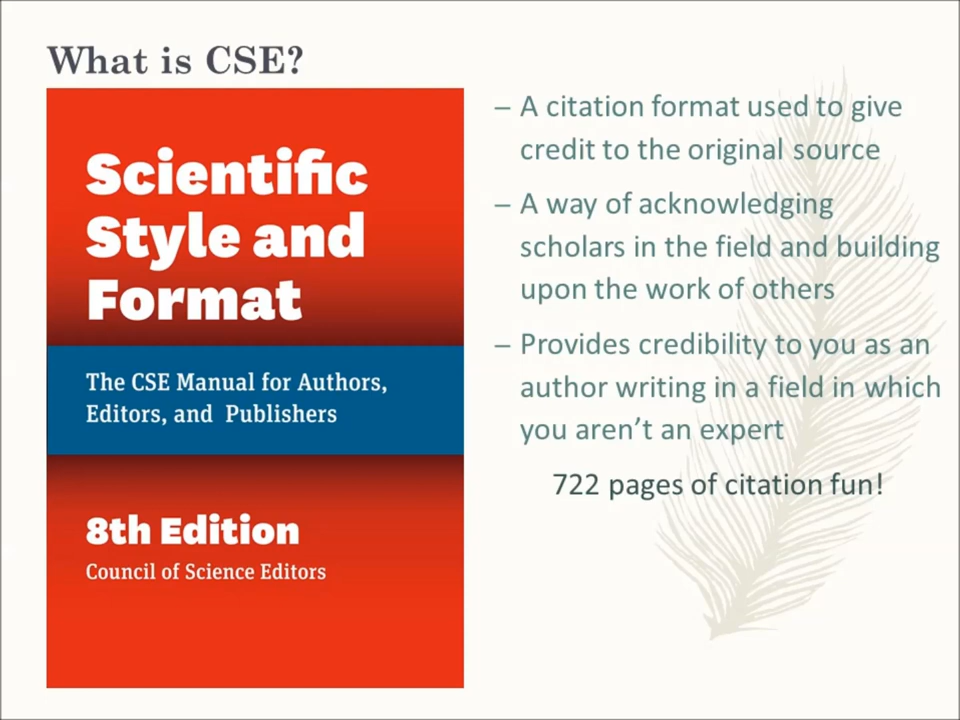 What is CSE?
Scientific
Style and
Format
The CSE Manual for Authors,
Editors, and Publishers
8th Edition
Council of Science Editors
– A citation format used to give
credit to the original source
– A way of acknowledging
scholars in the field and building
upon the work of others
– Provides credibility to you as an
author writing in a field in which
you aren’t an expert
722 pages of citation fun!